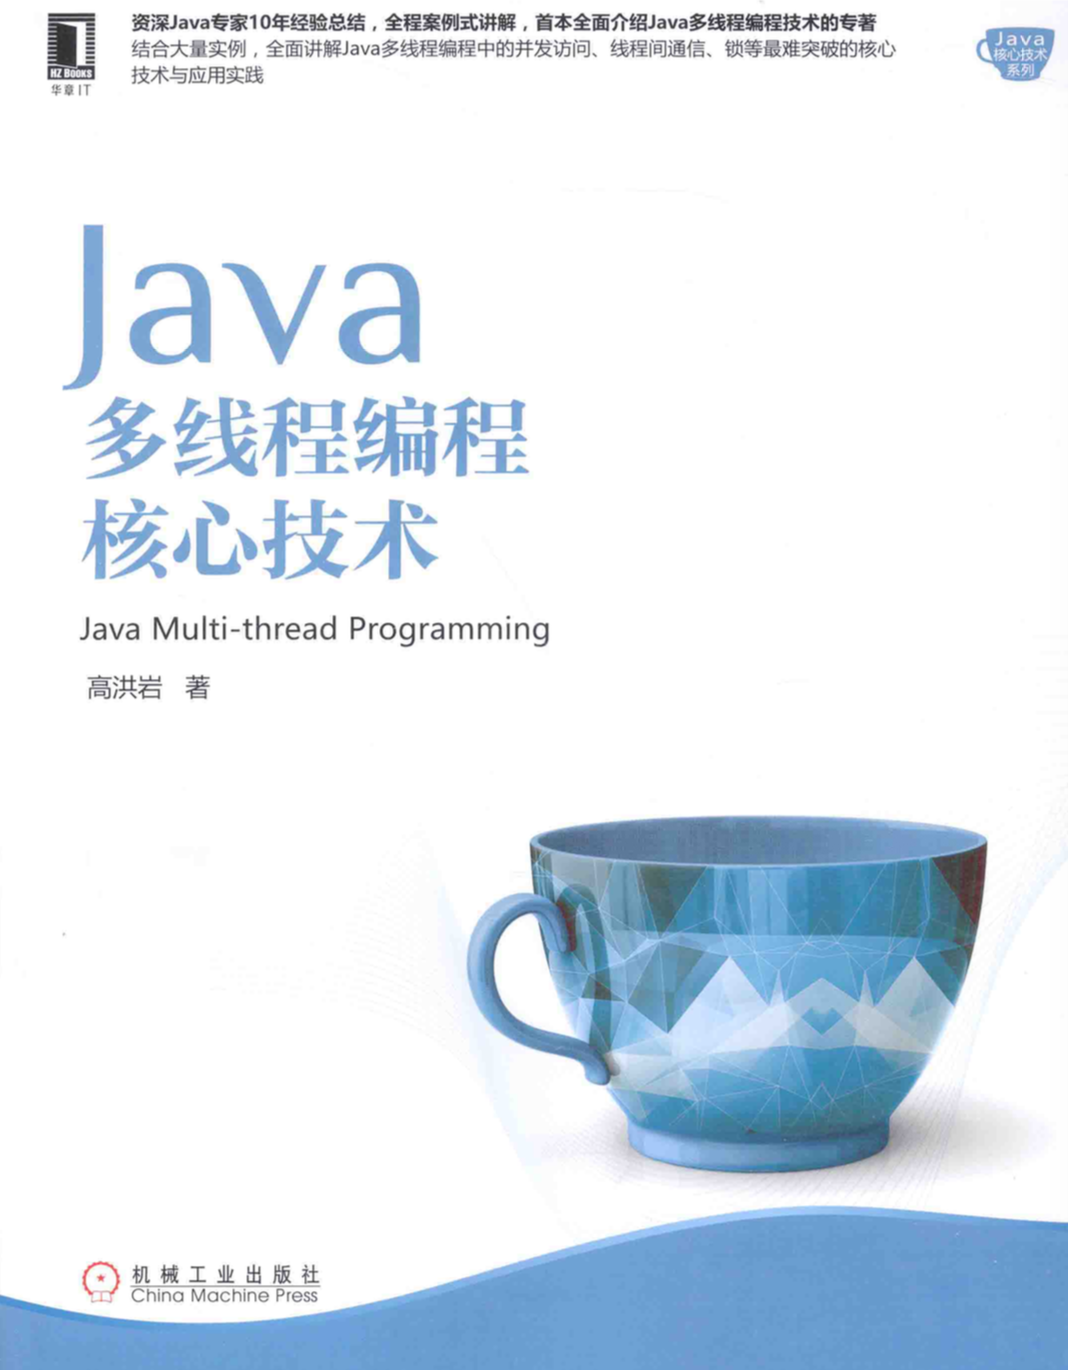 资深Java专家10年经验总结，全程案例式讲解，首本全面介绍Java多线程编程技术的专著
结合大量实例，全面讲解Java多线程编程中的并发访问、线程间通信、锁等最难突破的核心
技术与应用实践
HZ BOOKS
华章IT
Java
核心技术
系列
Java
多线程编程
核心技术
Java Multi-thread Programming
高洪岩 著
机械工业出版社
China Machine Press